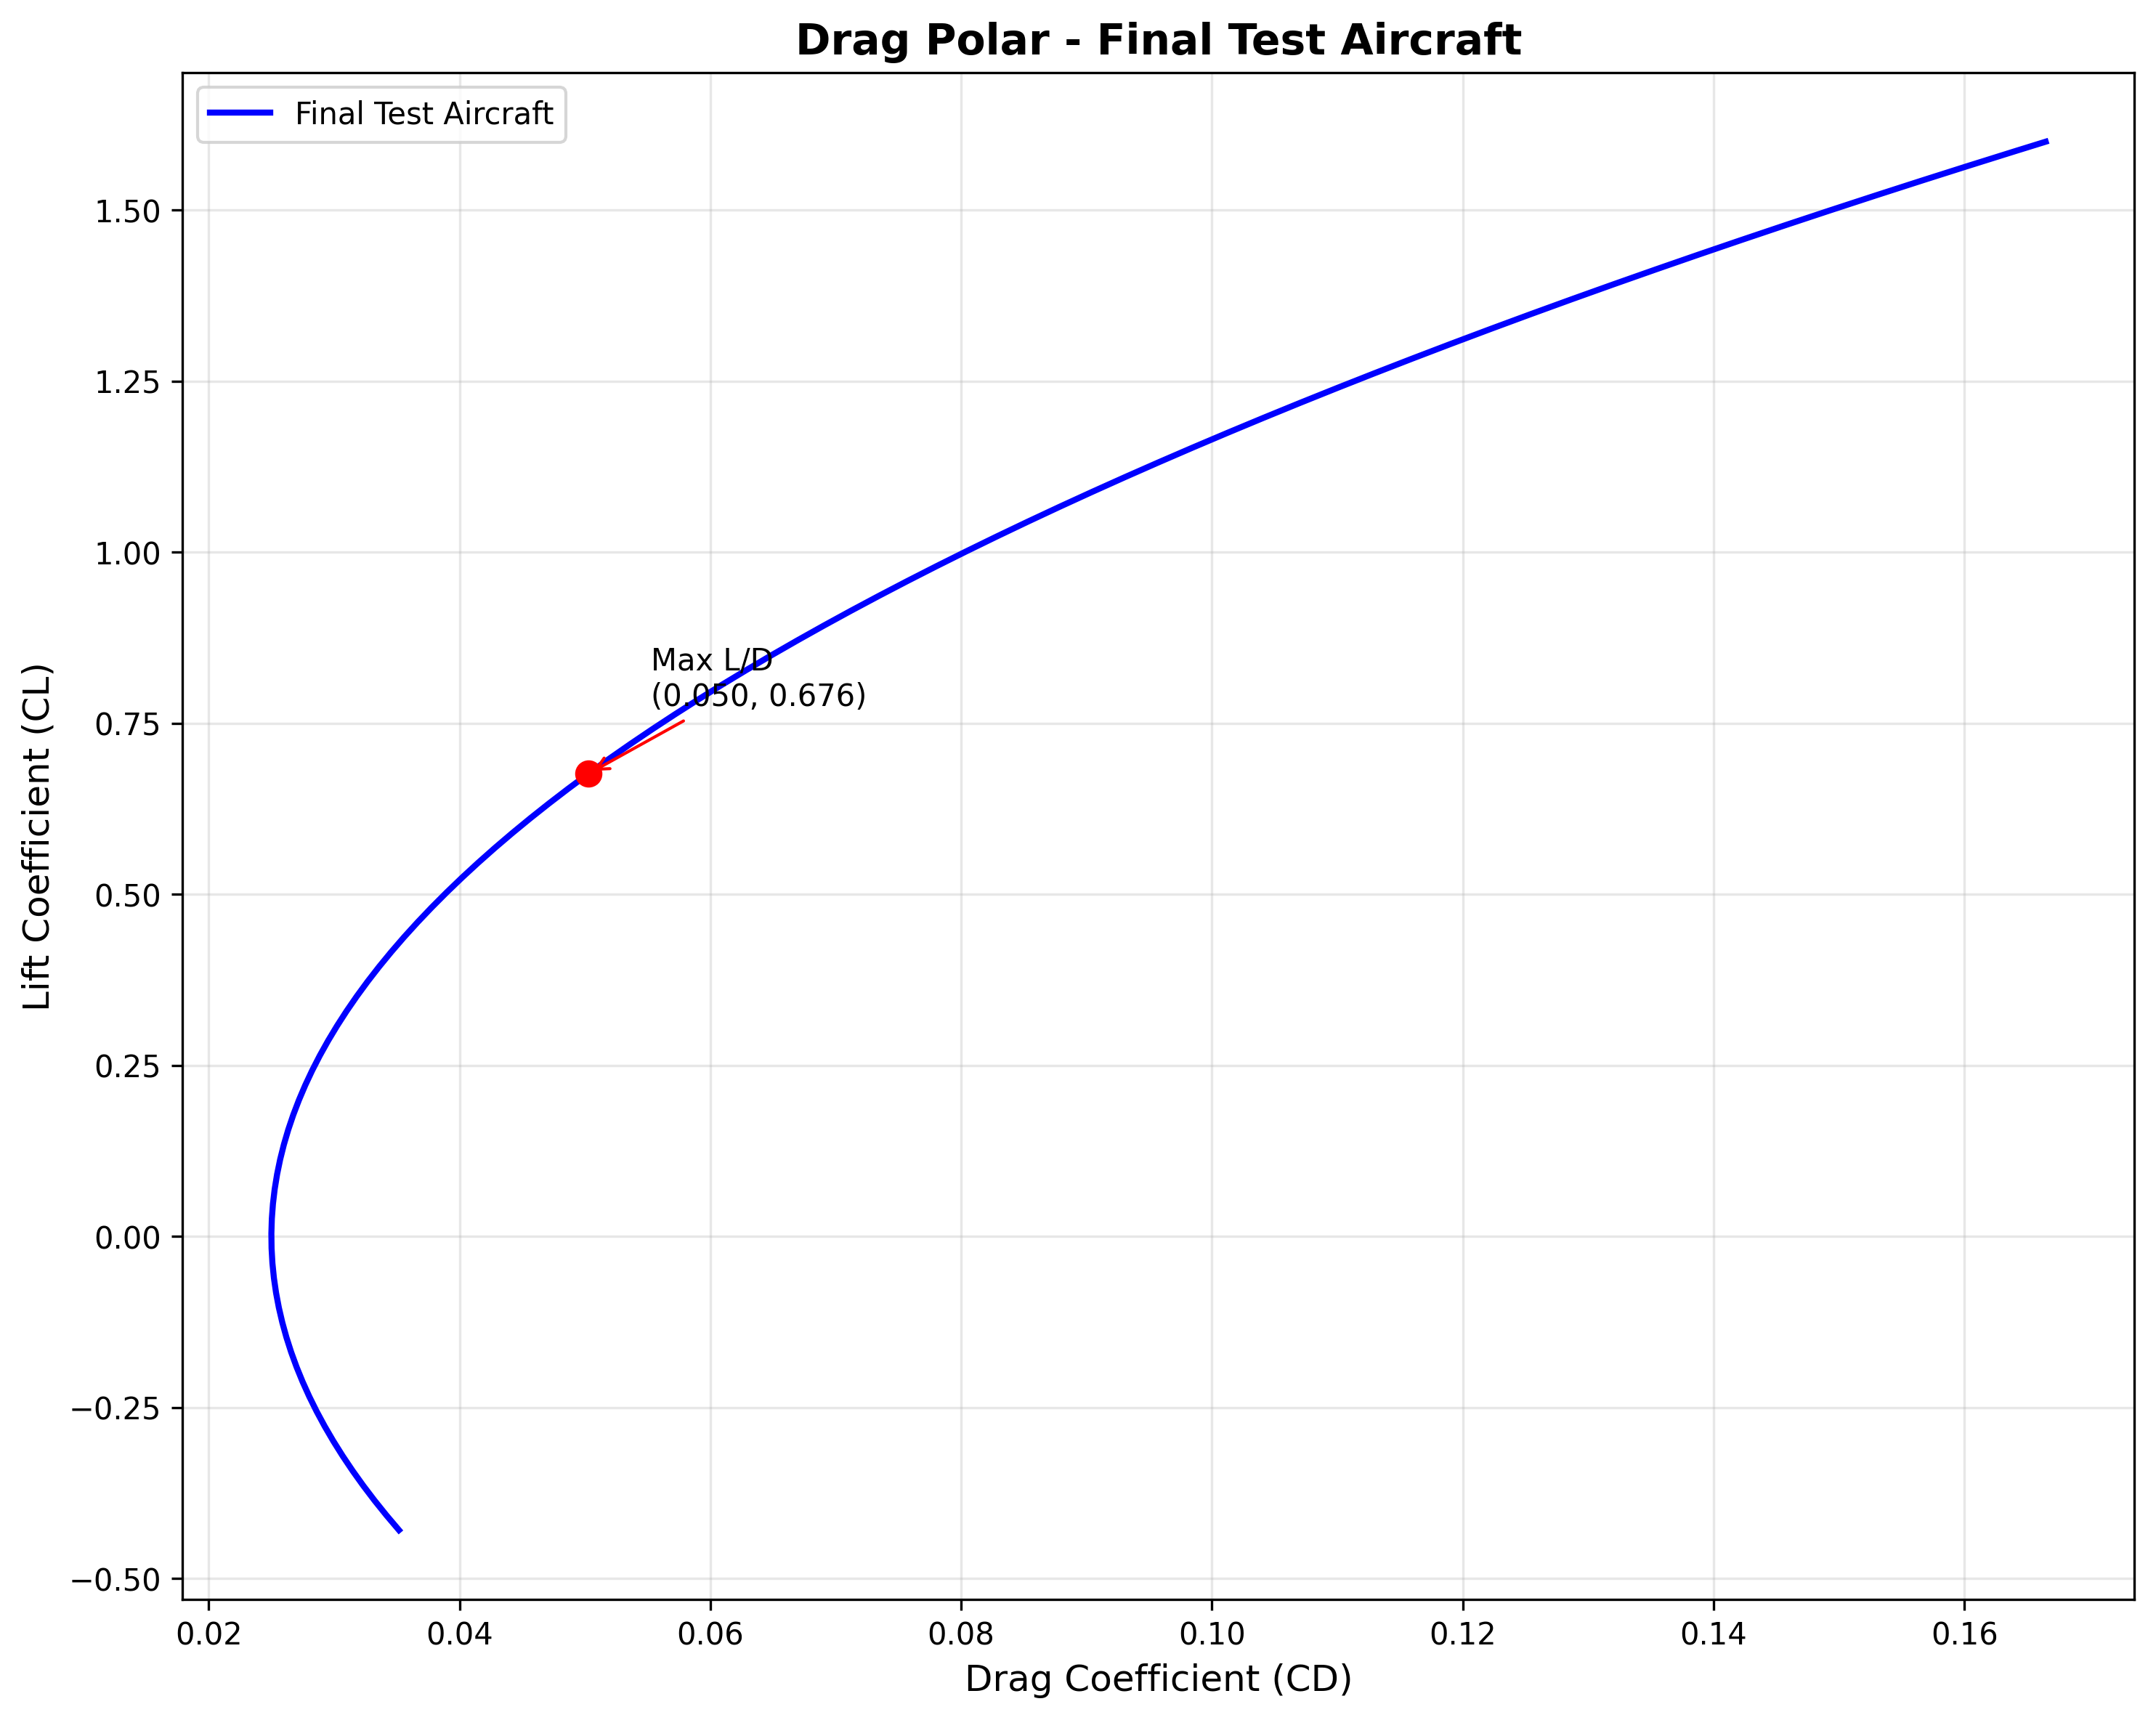 Drag Polar - Final Test Aircraft
Final Test Aircraft
1.50
1.25
1.00
0.75
0.50
0.25
0.00
−0.25
−0.50
Lift Coefficient (CL)
Max L/D
(0.050, 0.676)
0.02 0.04 0.06 0.08 0.10 0.12 0.14 0.16
Drag Coefficient (CD)